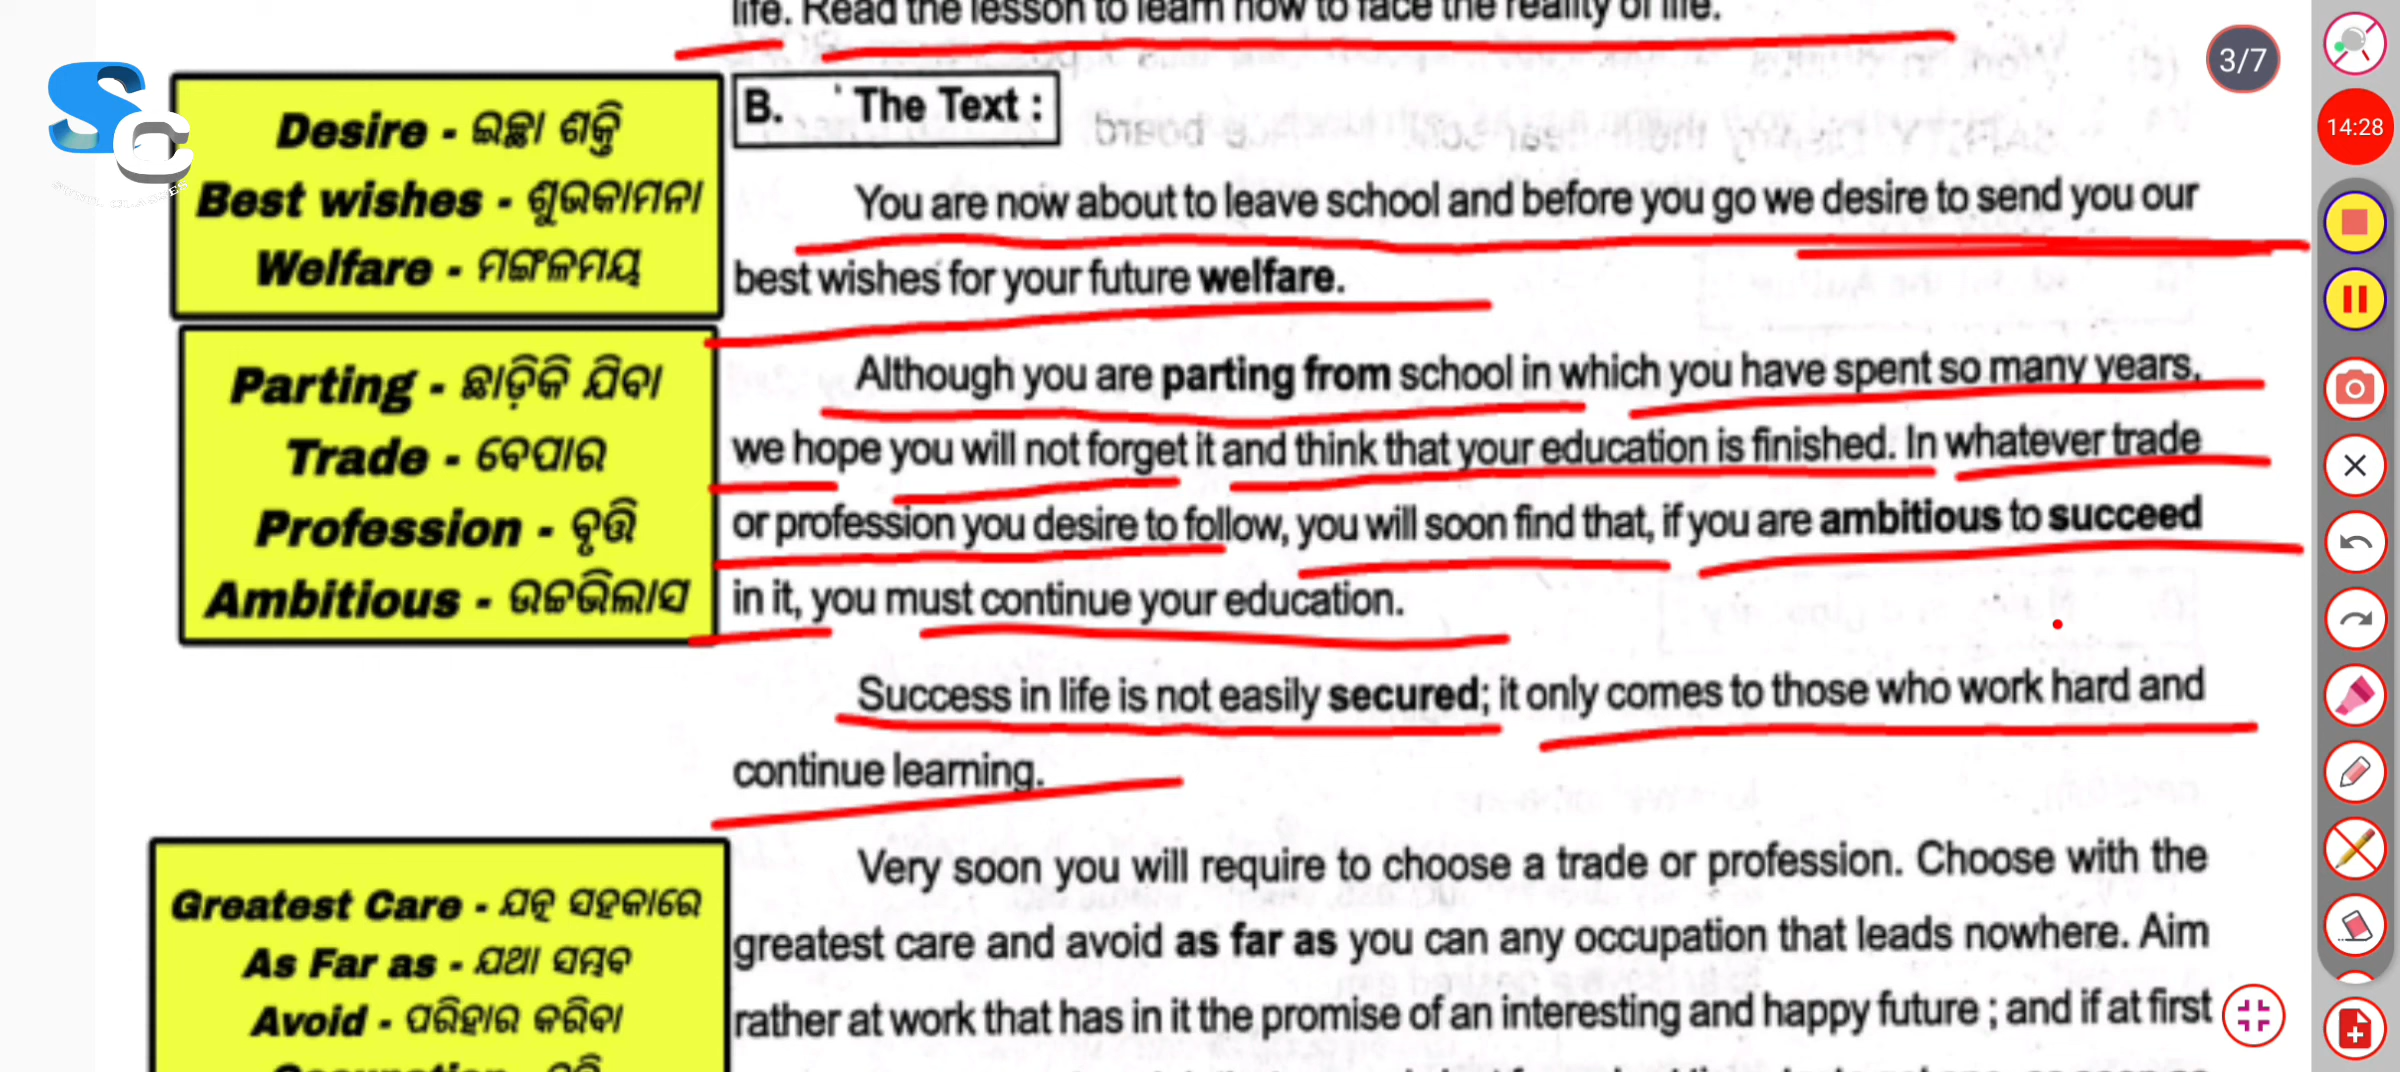 life. Read the lesson to learn how to face the reality of life.
3/7
14:28
SC
Desire - ଇଚ୍ଛା ଶକ୍ତି
Best wishes - ଶୁଭକାମନା
Welfare - ମଙ୍ଗଳମୟ
B. The Text :
You are now about to leave school and before you go we desire to send you our
best wishes for your future welfare.
Parting - ଛାଡ଼ିକି ଯିବା
Trade - ବେପାର
Profession - ବୃତ୍ତି
Ambitious - ଉଚ୍ଚଭିଳାସ
Although you are parting from school in which you have spent so many years,
we hope you will not forget it and think that your education is finished. In whatever trade
or profession you desire to follow, you will soon find that, if you are ambitious to succeed
in it, you must continue your education.
Success in life is not easily secured; it only comes to those who work hard and
continue learning.
Greatest Care - ଯତ୍ନ ସହକାରେ
As Far as - ଯଥା ସମ୍ଭବ
Avoid - ପରିହାର କରିବା
Occupation -
Very soon you will require to choose a trade or profession. Choose with the
greatest care and avoid as far as you can any occupation that leads nowhere. Aim
rather at work that has in it the promise of an interesting and happy future ; and if at first